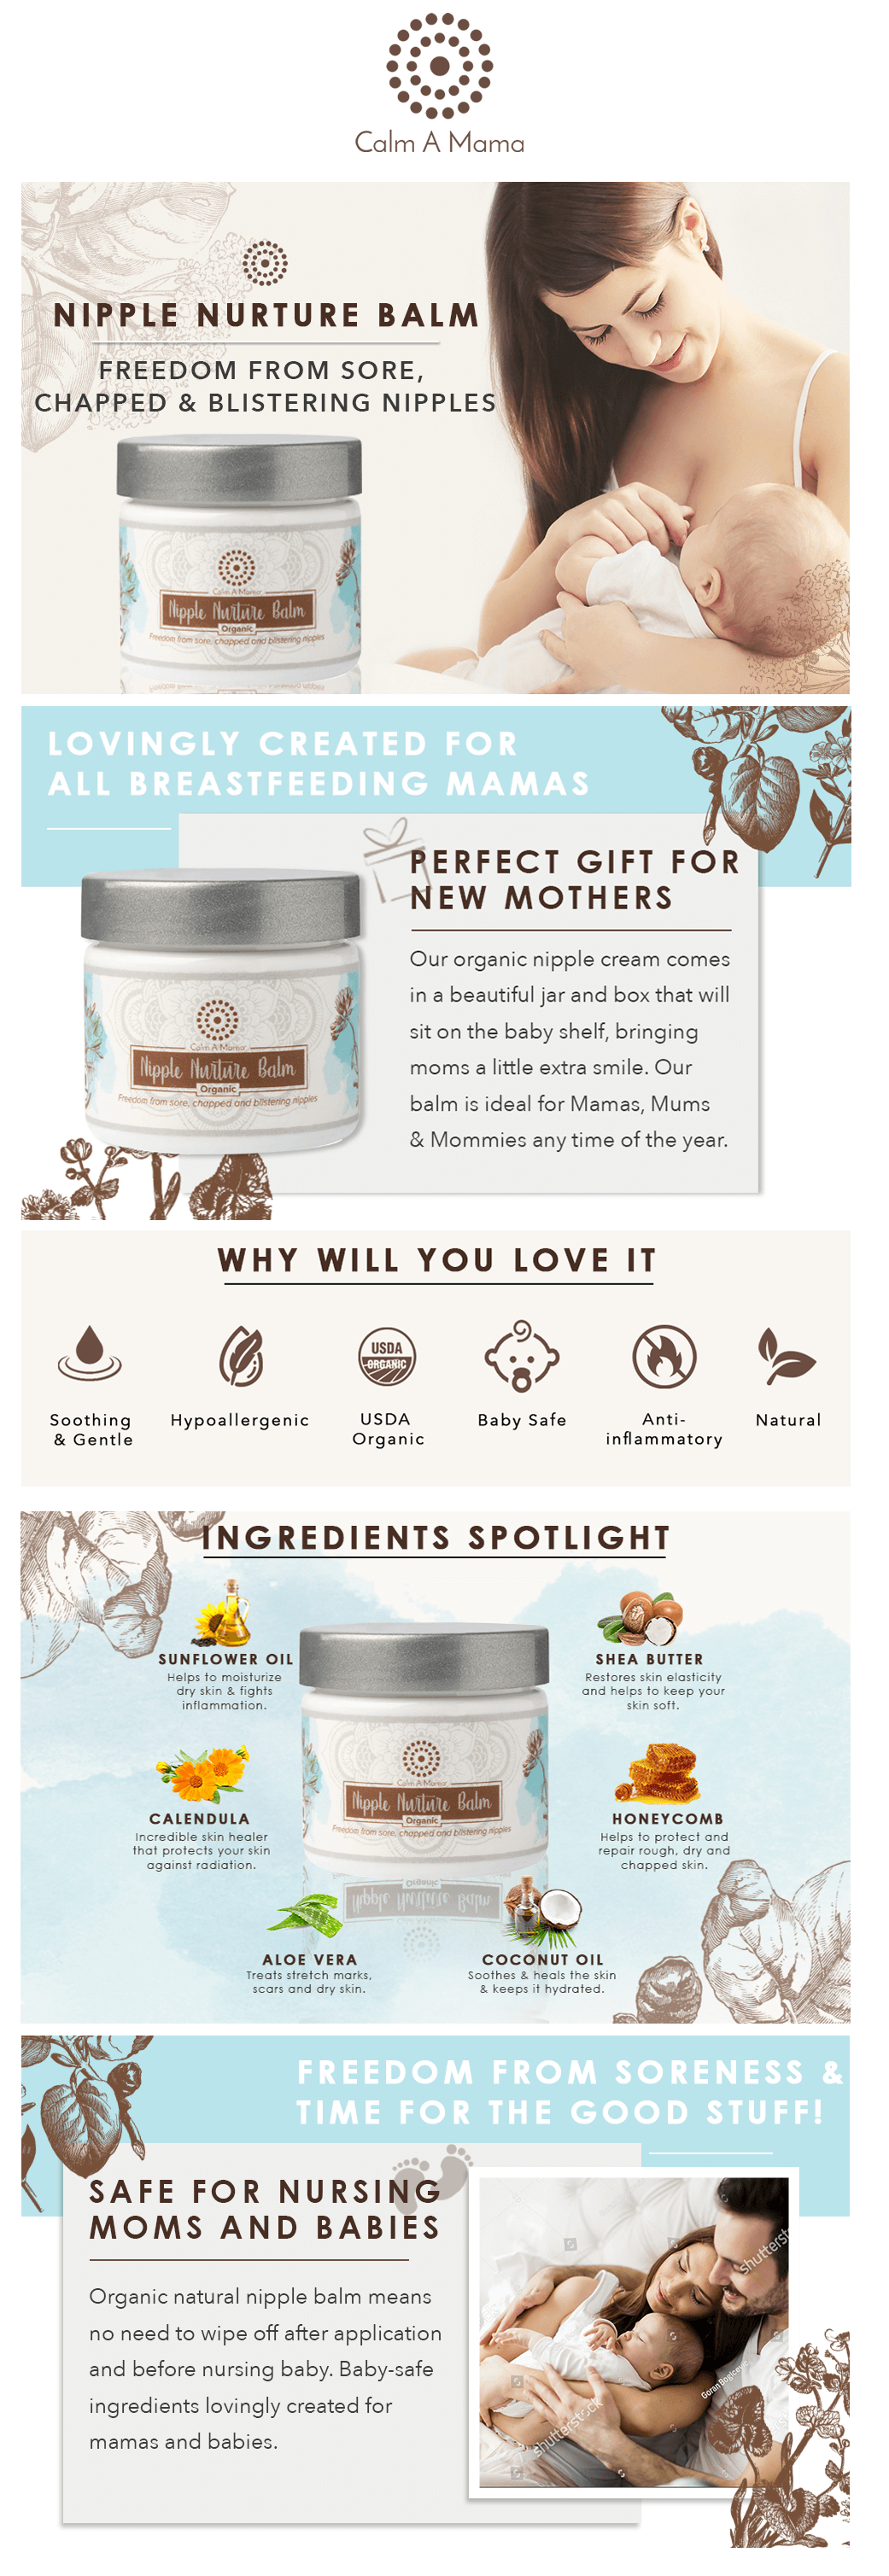 Calm A Mama
NIPPLE NURTURE BALM
FREEDOM FROM SORE,
CHAPPED & BLISTERING NIPPLES
Calm A Mama
Nipple Nurture Balm
Organic
Freedom from sore, chapped and blistering nipples
LOVINGLY CREATED FOR
ALL BREASTFEEDING MAMAS
PERFECT GIFT FOR
NEW MOTHERS
Our organic nipple cream comes
in a beautiful jar and box that will
sit on the baby shelf, bringing
moms a little extra smile. Our
balm is ideal for Mamas, Mums
& Mommies any time of the year.
Calm A Mama
Nipple Nurture Balm
Organic
Freedom from sore, chapped and blistering nipples
WHY WILL YOU LOVE IT
USDA
ORGANIC
Soothing
& Gentle
Hypoallergenic
USDA
Organic
Baby Safe
Anti-
inflammatory
Natural
INGREDIENTS SPOTLIGHT
SUNFLOWER OIL
Helps to moisturize
dry skin & fights
inflammation.
SHEA BUTTER
Restores skin elasticity
and helps to keep your
skin soft.
Calm A Mama
Nipple Nurture Balm
Organic
Freedom from sore, chapped and blistering nipples
CALENDULA
Incredible skin healer
that protects your skin
against radiation.
HONEYCOMB
Helps to protect and
repair rough, dry and
chapped skin.
ALOE VERA
Treats stretch marks,
scars and dry skin.
COCONUT OIL
Soothes & heals the skin
& keeps it hydrated.
FREEDOM FROM SORENESS &
TIME FOR THE GOOD STUFF!
SAFE FOR NURSING
MOMS AND BABIES
Organic natural nipple balm means
no need to wipe off after application
and before nursing baby. Baby-safe
ingredients lovingly created for
mamas and babies.
shutterst
shutterstock